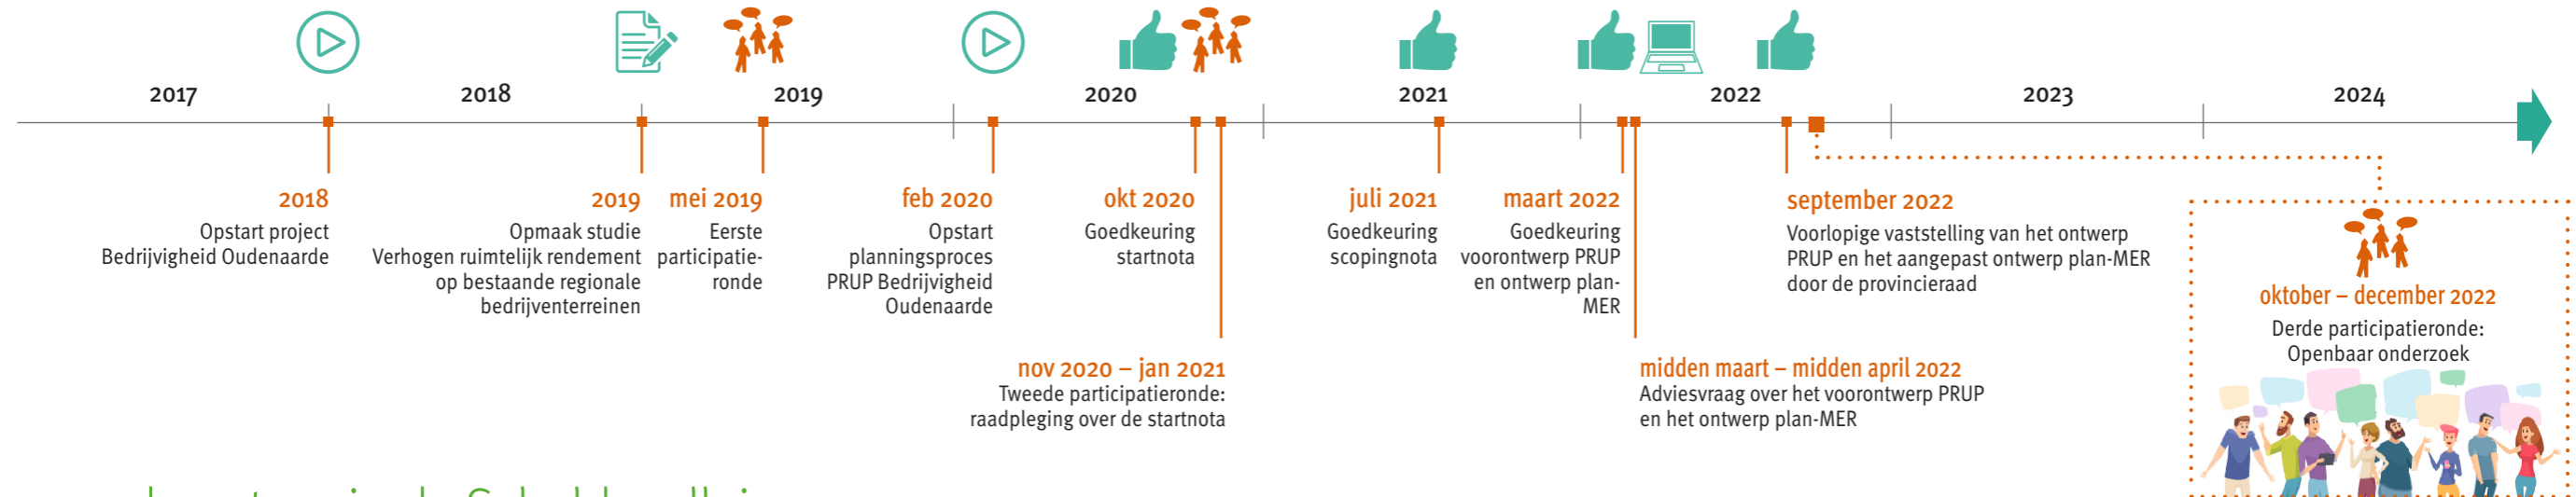 2017
2018
2019
2020
2021
2022
2023
2024
2018
Opstart project
Bedrijvigheid Oudenaarde
2019
Opmaak studie
Verhogen ruimtelijk rendement
op bestaande regionale
bedrijventerreinen
mei 2019
Eerste
participatie-
ronde
feb 2020
Opstart
planningsproces
PRUP Bedrijvigheid
Oudenaarde
okt 2020
Goedkeuring
startnota
nov 2020 – jan 2021
Tweede participatieronde:
raadpleging over de startnota
juli 2021
Goedkeuring
scopingnota
maart 2022
Goedkeuring
voorontwerp PRUP
en ontwerp plan-
MER
midden maart – midden april 2022
Adviesvraag over het voorontwerp PRUP
en het ontwerp plan-MER
september 2022
Voorlopige vaststelling van het ontwerp
PRUP en het aangepast ontwerp plan-MER
door de provincieraad
oktober – december 2022
Derde participatieronde:
Openbaar onderzoek